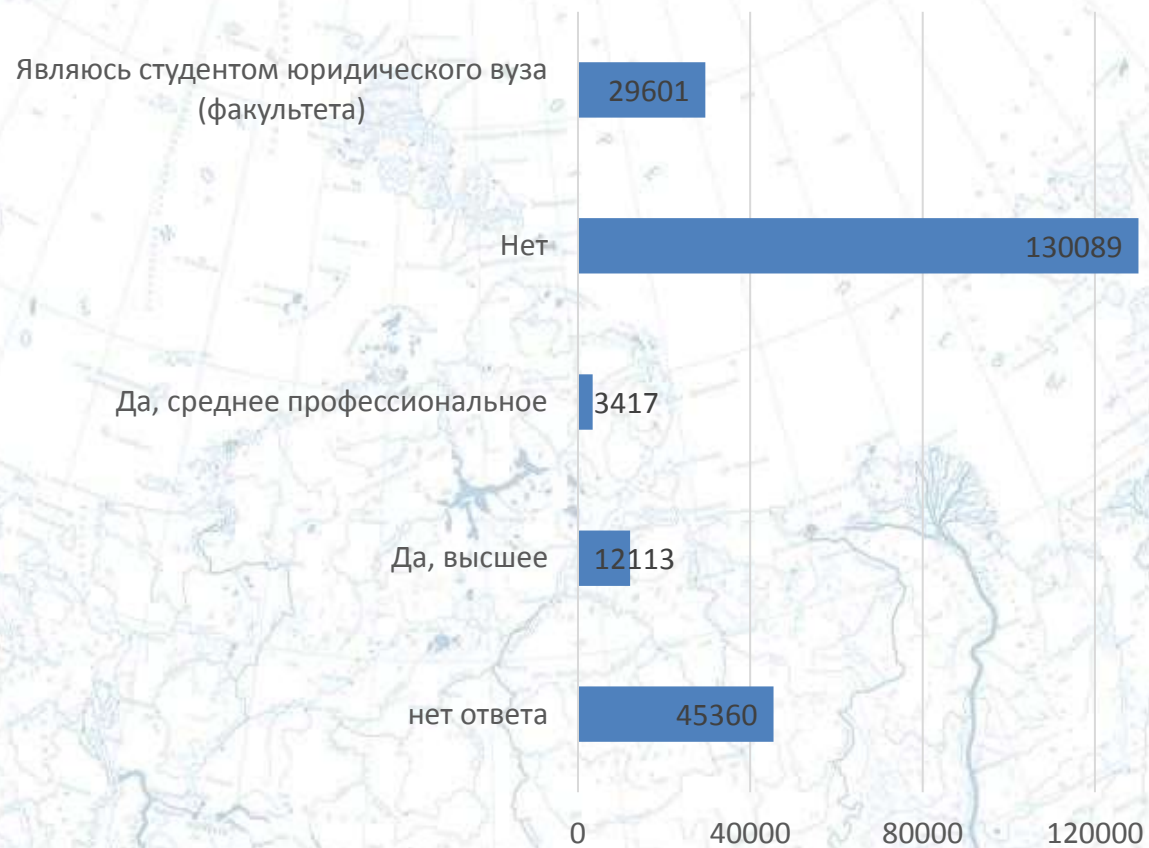 Являюсь студентом юридического вуза
(факультета)
29601
Нет
130089
Да, среднее профессиональное
3417
Да, высшее
12113
нет ответа
45360
0 40000 80000 120000